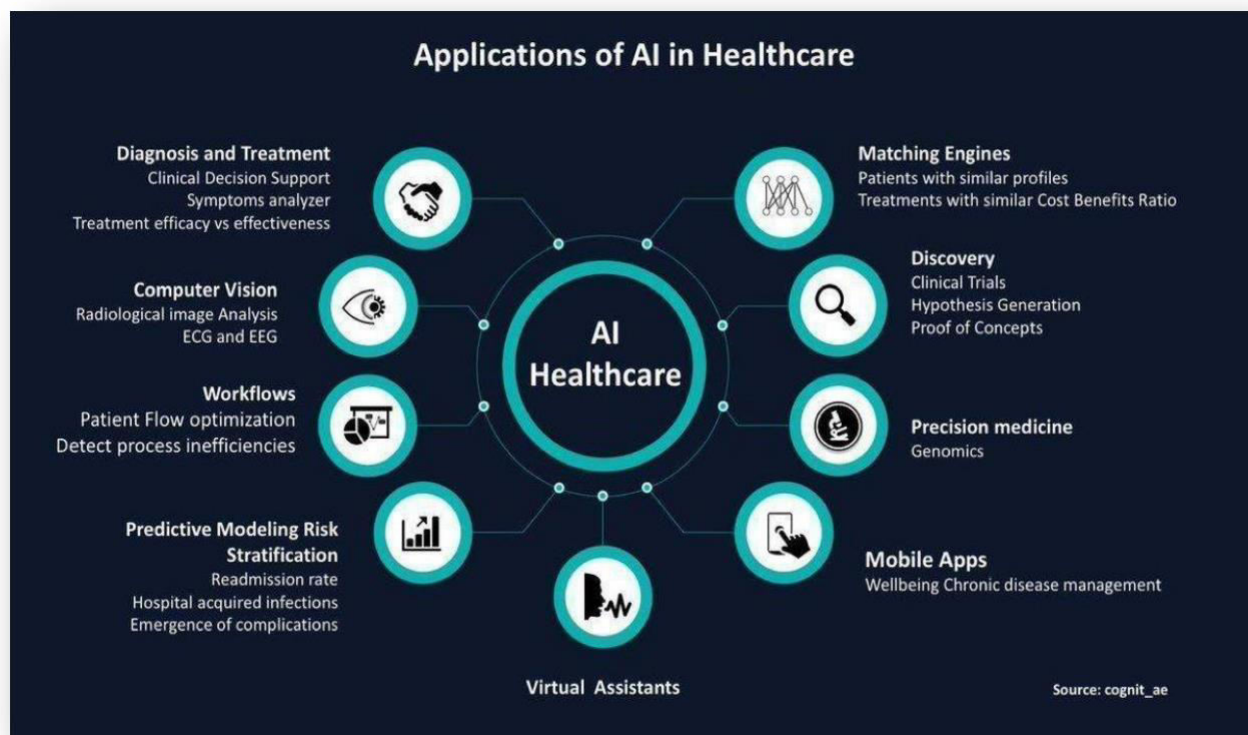 Applications of AI in Healthcare
Diagnosis and Treatment
Clinical Decision Support
Symptoms analyzer
Treatment efficacy vs effectiveness
Computer Vision
Radiological image Analysis
ECG and EEG
Workflows
Patient Flow optimization
Detect process inefficiencies
Predictive Modeling Risk
Stratification
Readmission rate
Hospital acquired infections
Emergence of complications
AI
Healthcare
Virtual Assistants
Matching Engines
Patients with similar profiles
Treatments with similar Cost Benefits Ratio
Discovery
Clinical Trials
Hypothesis Generation
Proof of Concepts
Precision medicine
Genomics
Mobile Apps
Wellbeing Chronic disease management
Source: cognit_ae